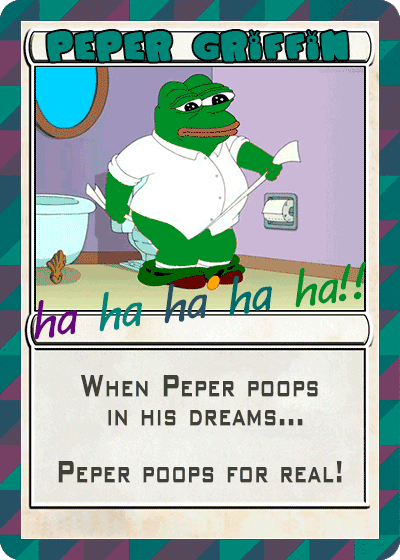 PEPER GRIFFIN
ha ha ha ha ha!!
When Peper poops
in his dreams...
Peper poops for real!